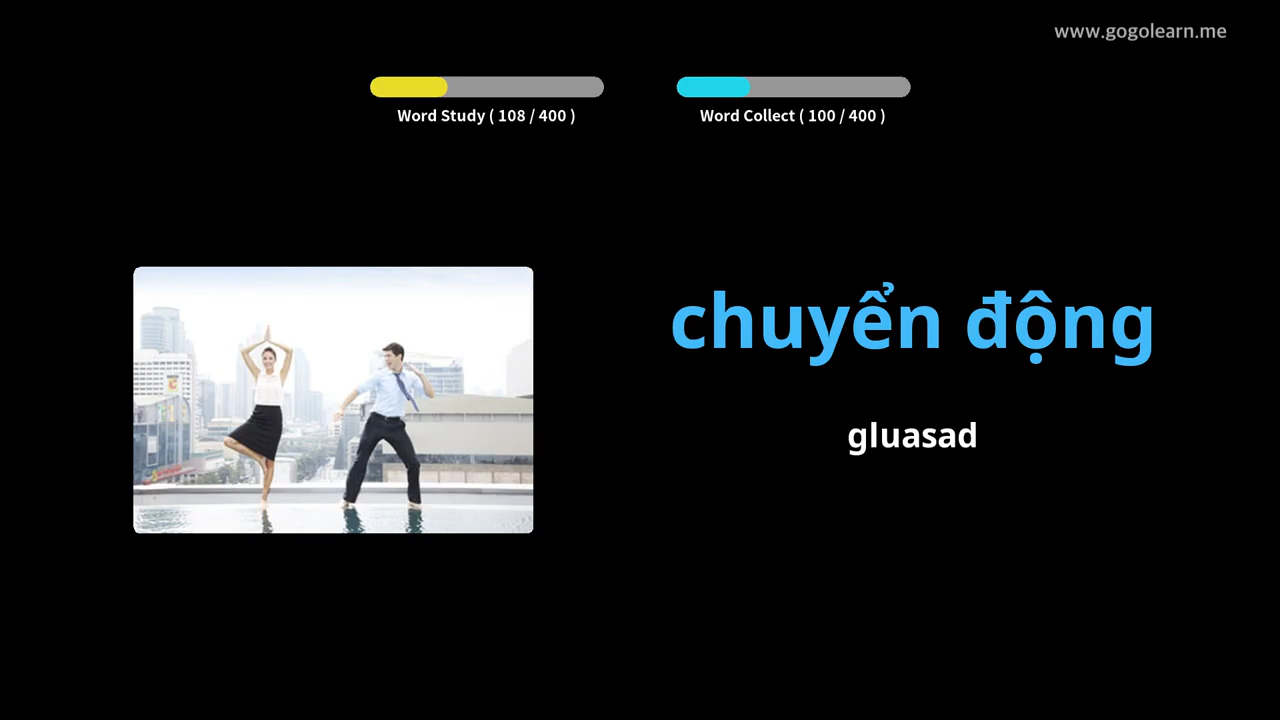 www.gogolearn.me
Word Study ( 108 / 400 )
Word Collect ( 100 / 400 )
chuyển động
gluasad